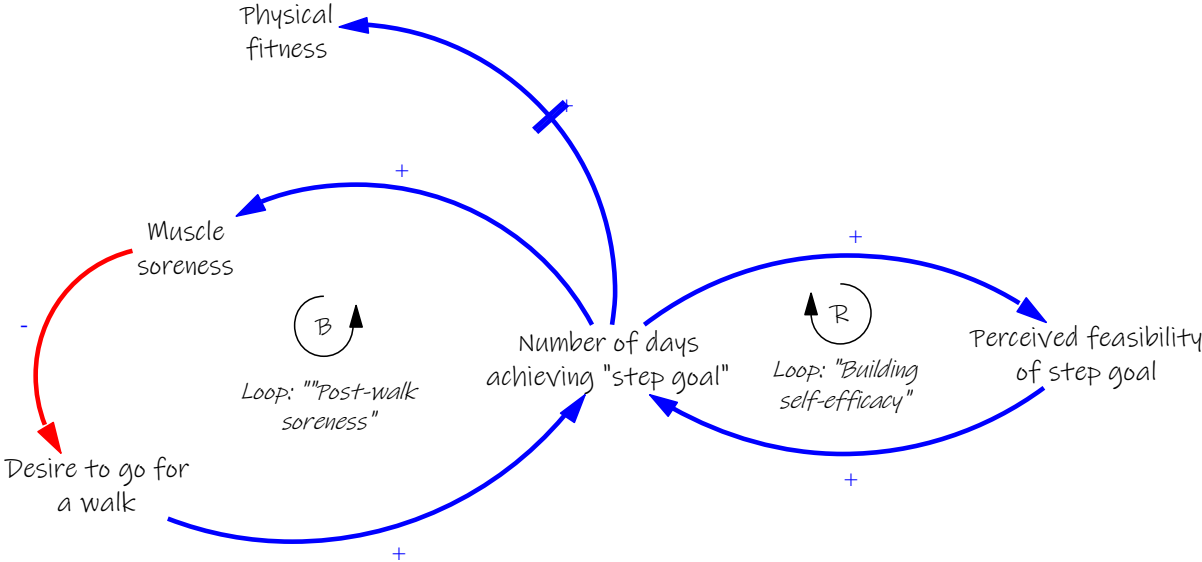 Physical
fitness
+
+
Muscle
soreness
-
B
Loop: ""Post-walk
soreness"
Desire to go for
a walk
+
Number of days
achieving "step goal"
+
R
Loop: "Building
self-efficacy"
Perceived feasibility
of step goal
+